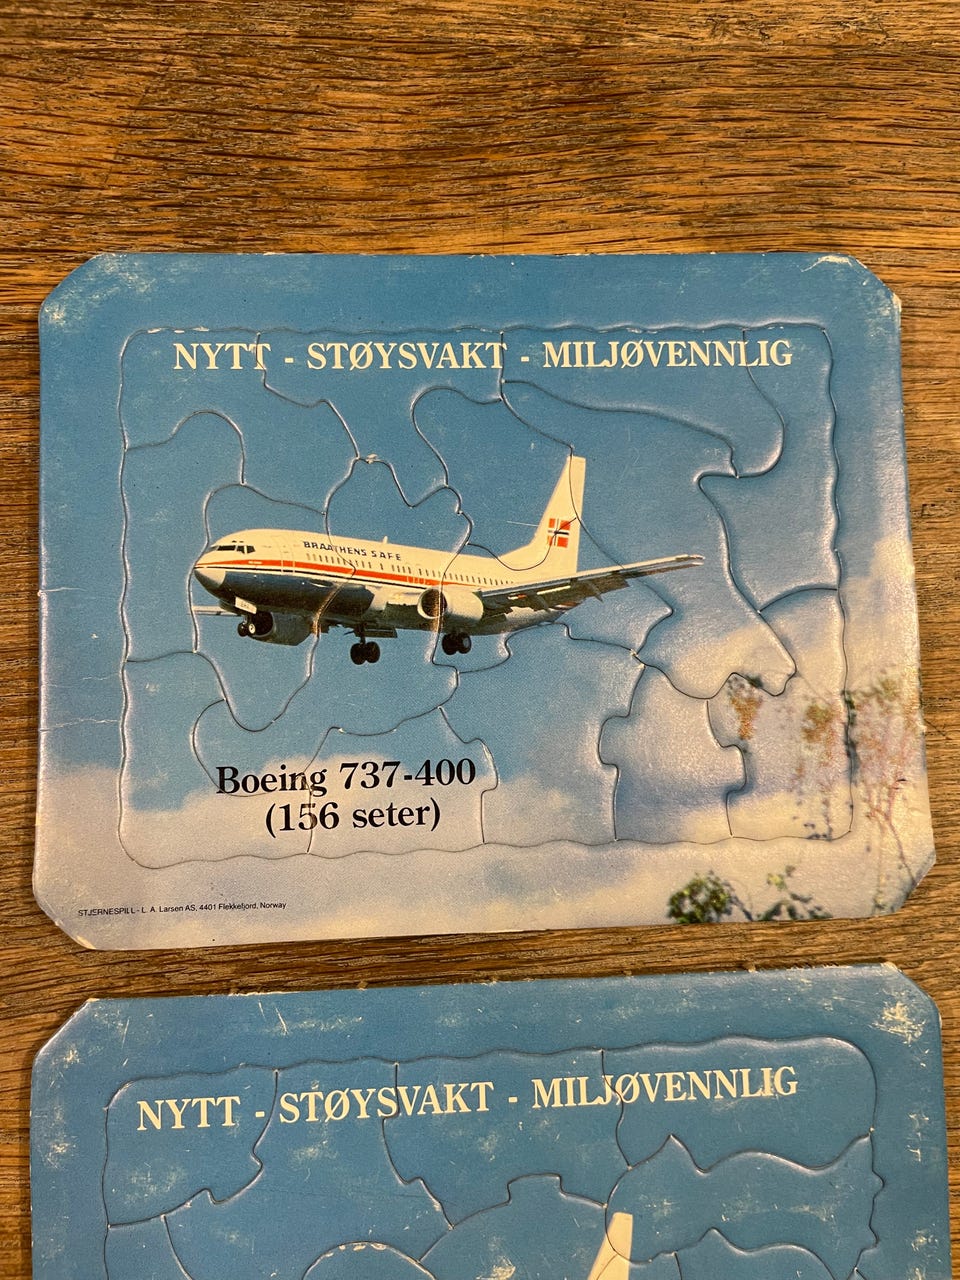 NYTT - STØYSVAKT - MILJØVENNLIG
BRAATHENS SAFE
Boeing 737-400
(156 seter)
STJERNESPILL - L. A. Larsen AS, 4401 Flekkefjord, Norway
NYTT - STØYSVAKT - MILJØVENNLIG